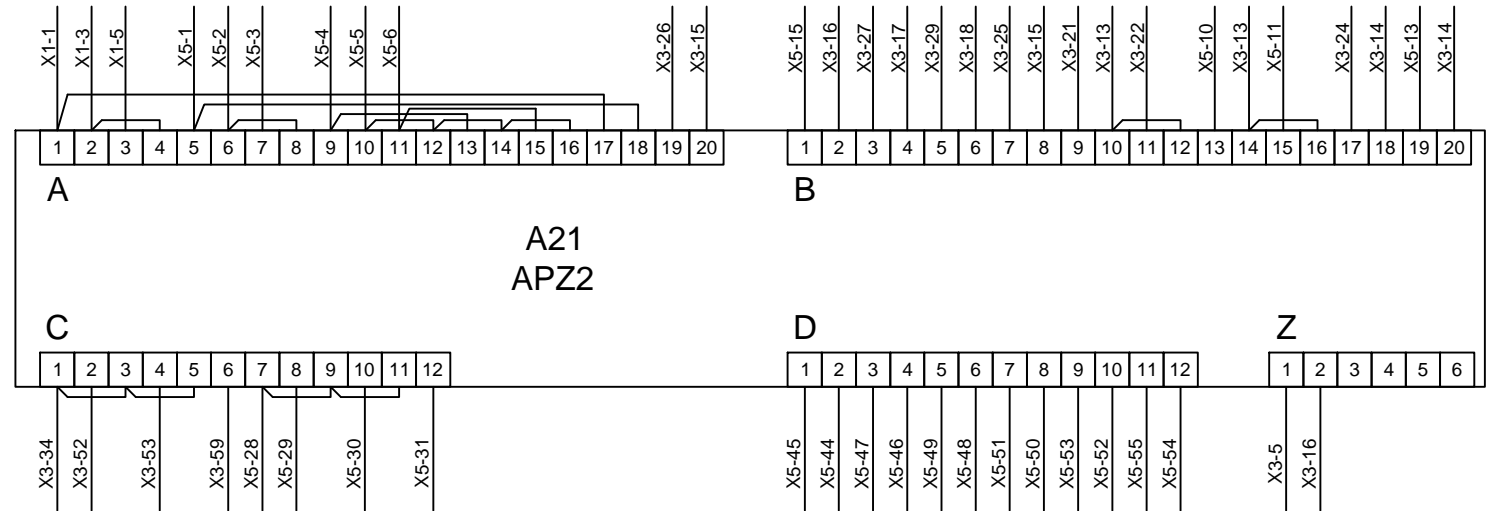 X1-1 X1-3 X1-5 X5-1 X5-2 X5-3 X5-4 X5-5 X5-6 X3-26 X3-15 X5-15 X3-16 X3-27 X3-17 X3-29 X3-18 X3-25 X3-15 X3-21 X3-13 X3-22 X5-10 X3-13 X5-11 X3-24 X3-14 X5-13 X3-14
1 2 3 4 5 6 7 8 9 10 11 12 13 14 15 16 17 18 19 20 1 2 3 4 5 6 7 8 9 10 11 12 13 14 15 16 17 18 19 20
A B
A21
APZ2
C D Z
1 2 3 4 5 6 7 8 9 10 11 12 1 2 3 4 5 6 7 8 9 10 11 12 1 2 3 4 5 6
X3-34 X3-52 X3-53 X3-59 X5-28 X5-29 X5-30 X5-31 X5-45 X5-44 X5-47 X5-46 X5-49 X5-48 X5-51 X5-50 X5-53 X5-52 X5-55 X5-54 X3-5 X3-16